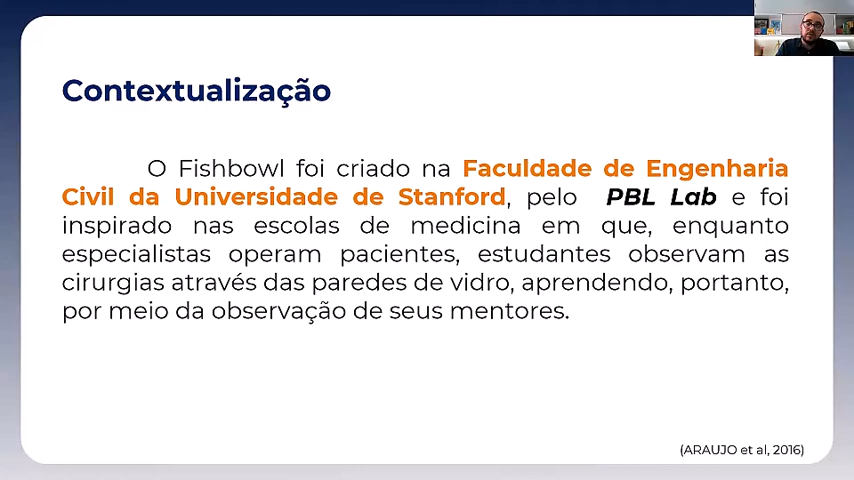 Contextualização
O Fishbowl foi criado na Faculdade de Engenharia
Civil da Universidade de Stanford, pelo PBL Lab e foi
inspirado nas escolas de medicina em que, enquanto
especialistas operam pacientes, estudantes observam as
cirurgias através das paredes de vidro, aprendendo, portanto,
por meio da observação de seus mentores.
(ARAUJO et al, 2016)